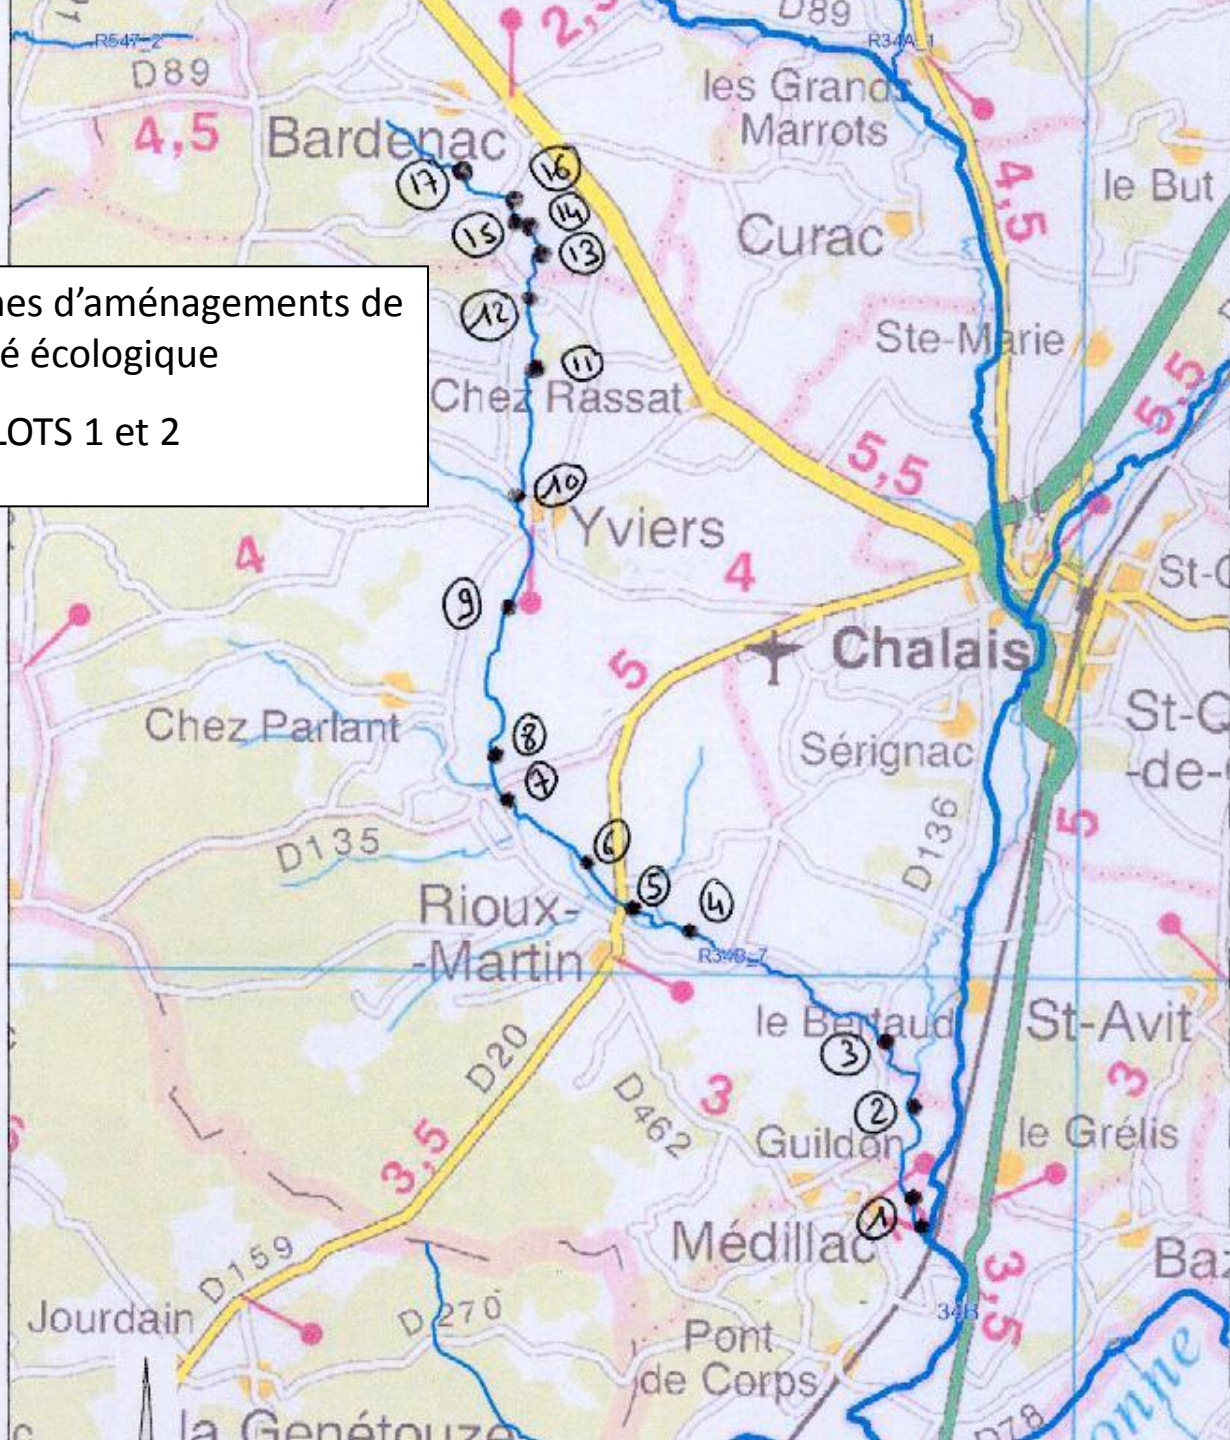 D89
R547_2
R34A_1
D89
les Grands
Marrots
4,5
Bardenac
16
17
4,5
le But
14
15
13
Curac
nes d’aménagements de
é écologique
LOTS 1 et 2
12
Ste-Marie
11
5,5
Chez Rassat
5,5
10
Yviers
4
4
St-
9
5
Chalais
Chez Parlant
8
Sérignac
St-Q
-de-
7
5
D135
6
D136
5
4
Rioux-
-Martin
R34B_7
le Bertaud
St-Avit
3
D20
D462
3
3
2
Guildon
le Grélis
3,5
1
Médillac
Baz
D159
3,5
Jourdain
D 270
34B
Pont
de Corps
onne
la Genétouze
D78